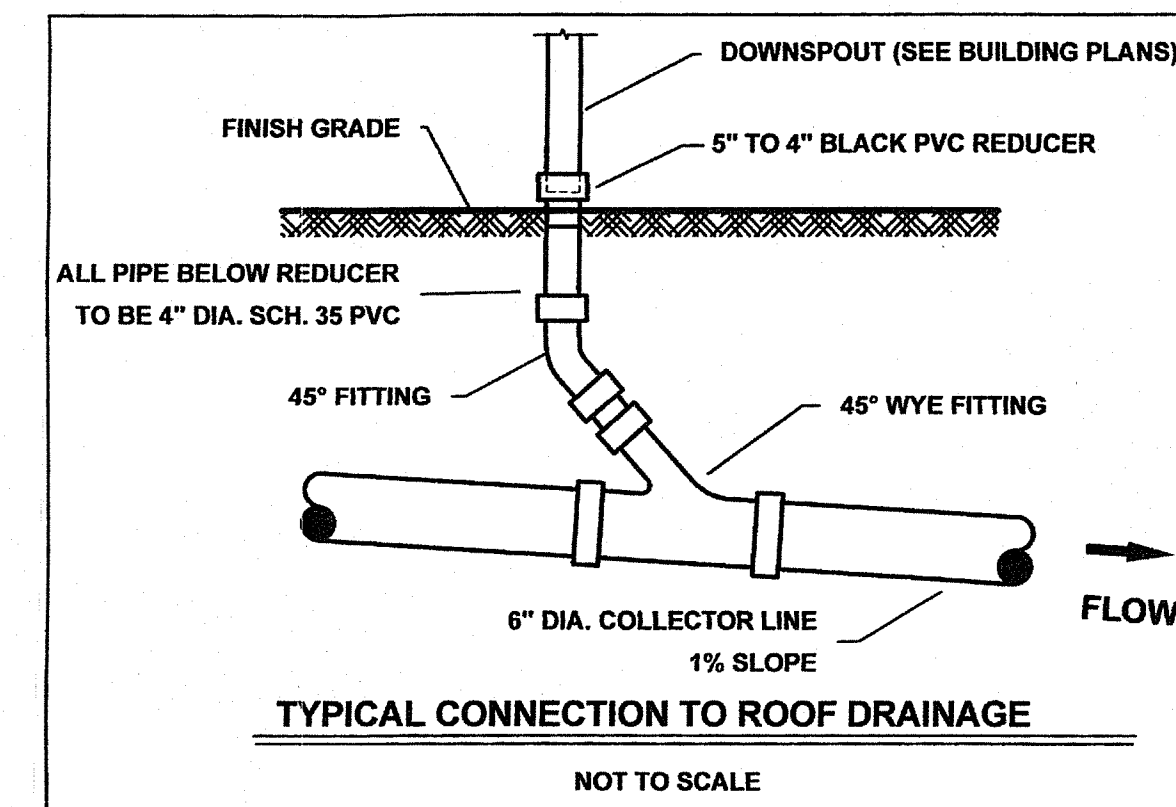 DOWNSPOUT (SEE BUILDING PLANS)
FINISH GRADE
5" TO 4" BLACK PVC REDUCER
ALL PIPE BELOW REDUCER
TO BE 4" DIA. SCH. 35 PVC
45° FITTING
45° WYE FITTING
6" DIA. COLLECTOR LINE
1% SLOPE
FLOW
TYPICAL CONNECTION TO ROOF DRAINAGE
NOT TO SCALE